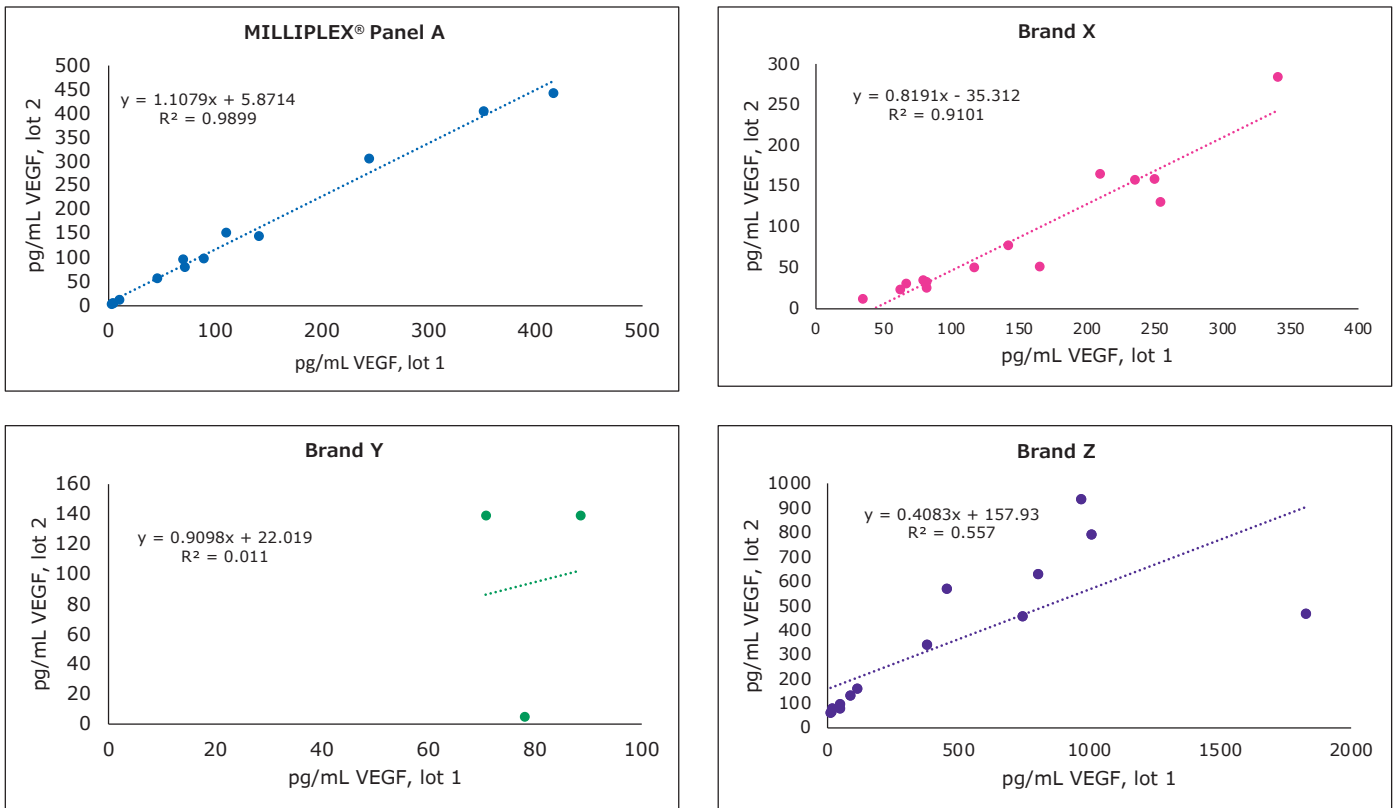 MILLIPLEX® Panel A
pg/mL VEGF, lot 2
500
450
400
350
300
250
200
150
100
50
0
y = 1.1079x + 5.8714
R² = 0.9899
0 100 200 300 400 500
pg/mL VEGF, lot 1
Brand X
pg/mL VEGF, lot 2
300
250
200
150
100
50
0
y = 0.8191x - 35.312
R² = 0.9101
0 50 100 150 200 250 300 350 400
pg/mL VEGF, lot 1
Brand Y
pg/mL VEGF, lot 2
160
140
120
100
80
60
40
20
0
y = 0.9098x + 22.019
R² = 0.011
0 20 40 60 80 100
pg/mL VEGF, lot 1
Brand Z
pg/mL VEGF, lot 2
1000
900
800
700
600
500
400
300
200
100
0
y = 0.4083x + 157.93
R² = 0.557
0 500 1000 1500 2000
pg/mL VEGF, lot 1